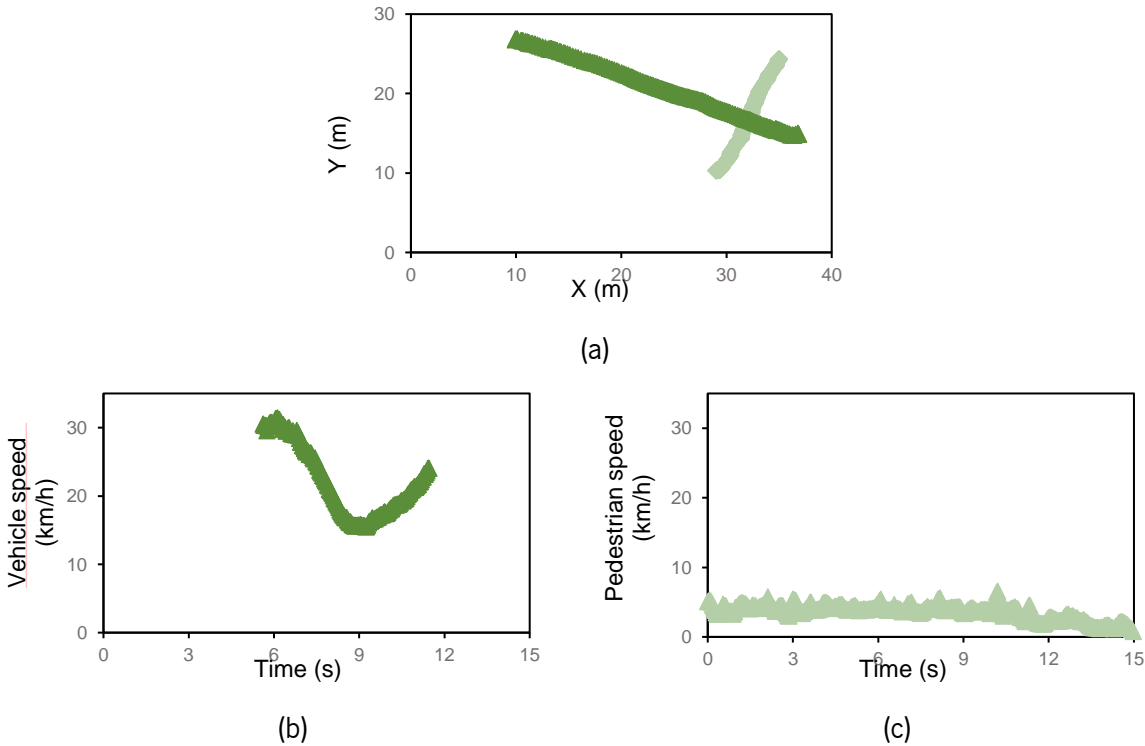 30
20
10
0
Y (m)
0 10 20 30 40
X (m)
(a)
30
20
10
0
Vehicle speed
(km/h)
0 3 6 9 12 15
Time (s)
(b)
30
20
10
0
Pedestrian speed
(km/h)
0 3 6 9 12 15
Time (s)
(c)